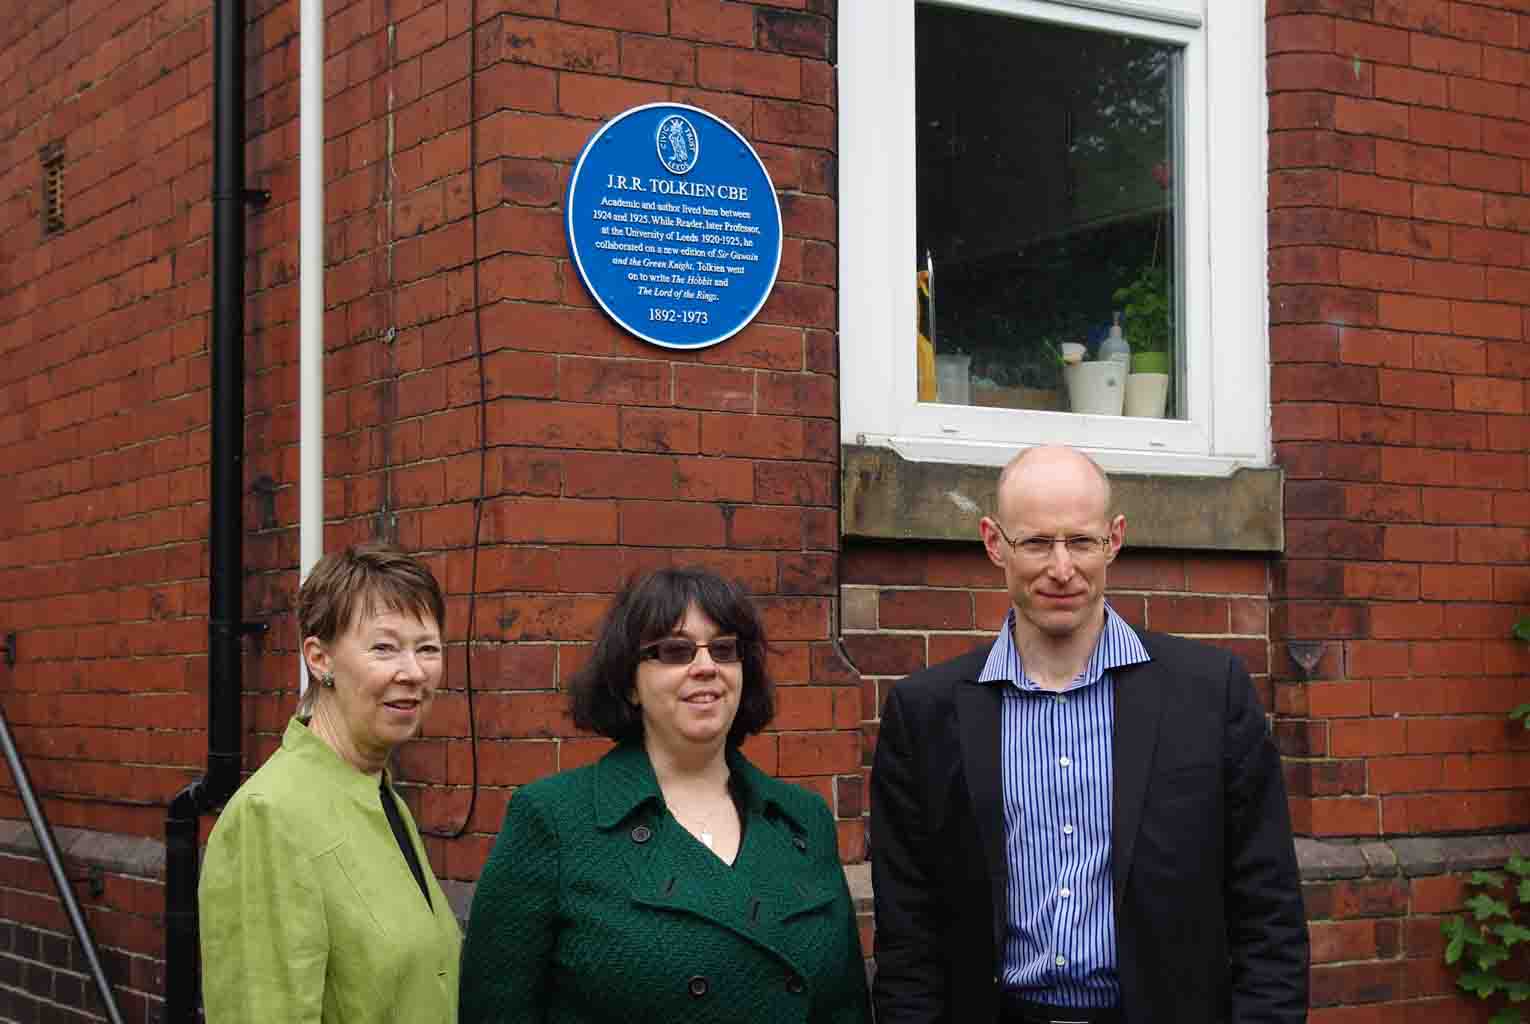 CIVIC TRUST
LEEDS
J.R.R. TOLKIEN CBE
Academic and author lived here between
1924 and 1925. While Reader, later Professor,
at the University of Leeds 1920-1925, he
collaborated on a new edition of Sir Gawain
and the Green Knight. Tolkien went
on to write The Hobbit and
The Lord of the Rings.
1892-1973